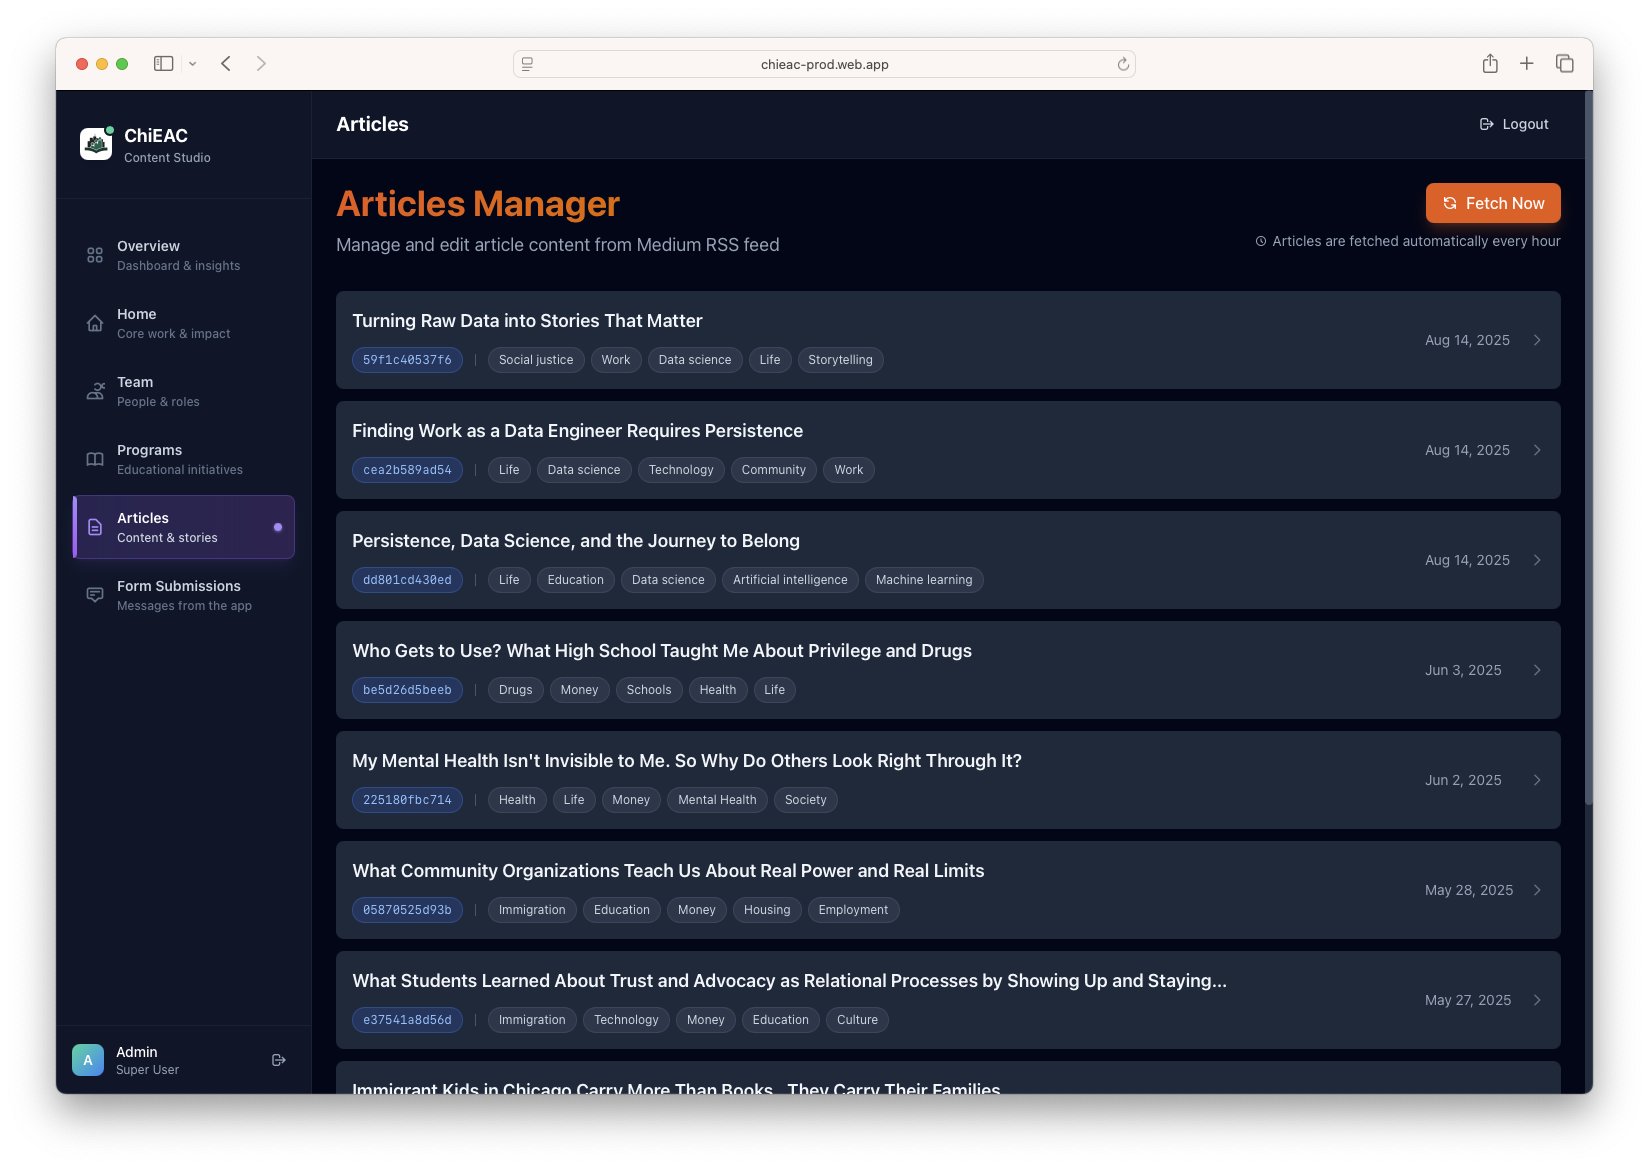 chieac-prod.web.app
ChiEAC
Content Studio
Overview
Dashboard & insights
Home
Core work & impact
Team
People & roles
Programs
Educational initiatives
Articles
Content & stories
Form Submissions
Messages from the app
A
Admin
Super User
Articles
Logout
Articles Manager
Fetch Now
Manage and edit article content from Medium RSS feed
Articles are fetched automatically every hour
Turning Raw Data into Stories That Matter
59f1c40537f6 | Social justice Work Data science Life Storytelling
Aug 14, 2025
Finding Work as a Data Engineer Requires Persistence
cea2b589ad54 | Life Data science Technology Community Work
Aug 14, 2025
Persistence, Data Science, and the Journey to Belong
dd801cd430ed | Life Education Data science Artificial intelligence Machine learning
Aug 14, 2025
Who Gets to Use? What High School Taught Me About Privilege and Drugs
be5d26d5beeb | Drugs Money Schools Health Life
Jun 3, 2025
My Mental Health Isn't Invisible to Me. So Why Do Others Look Right Through It?
225180fbc714 | Health Life Money Mental Health Society
Jun 2, 2025
What Community Organizations Teach Us About Real Power and Real Limits
05870525d93b | Immigration Education Money Housing Employment
May 28, 2025
What Students Learned About Trust and Advocacy as Relational Processes by Showing Up and Staying...
e37541a8d56d | Immigration Technology Money Education Culture
May 27, 2025
Immigrant Kids in Chicago Carry More Than Books. They Carry Their Families